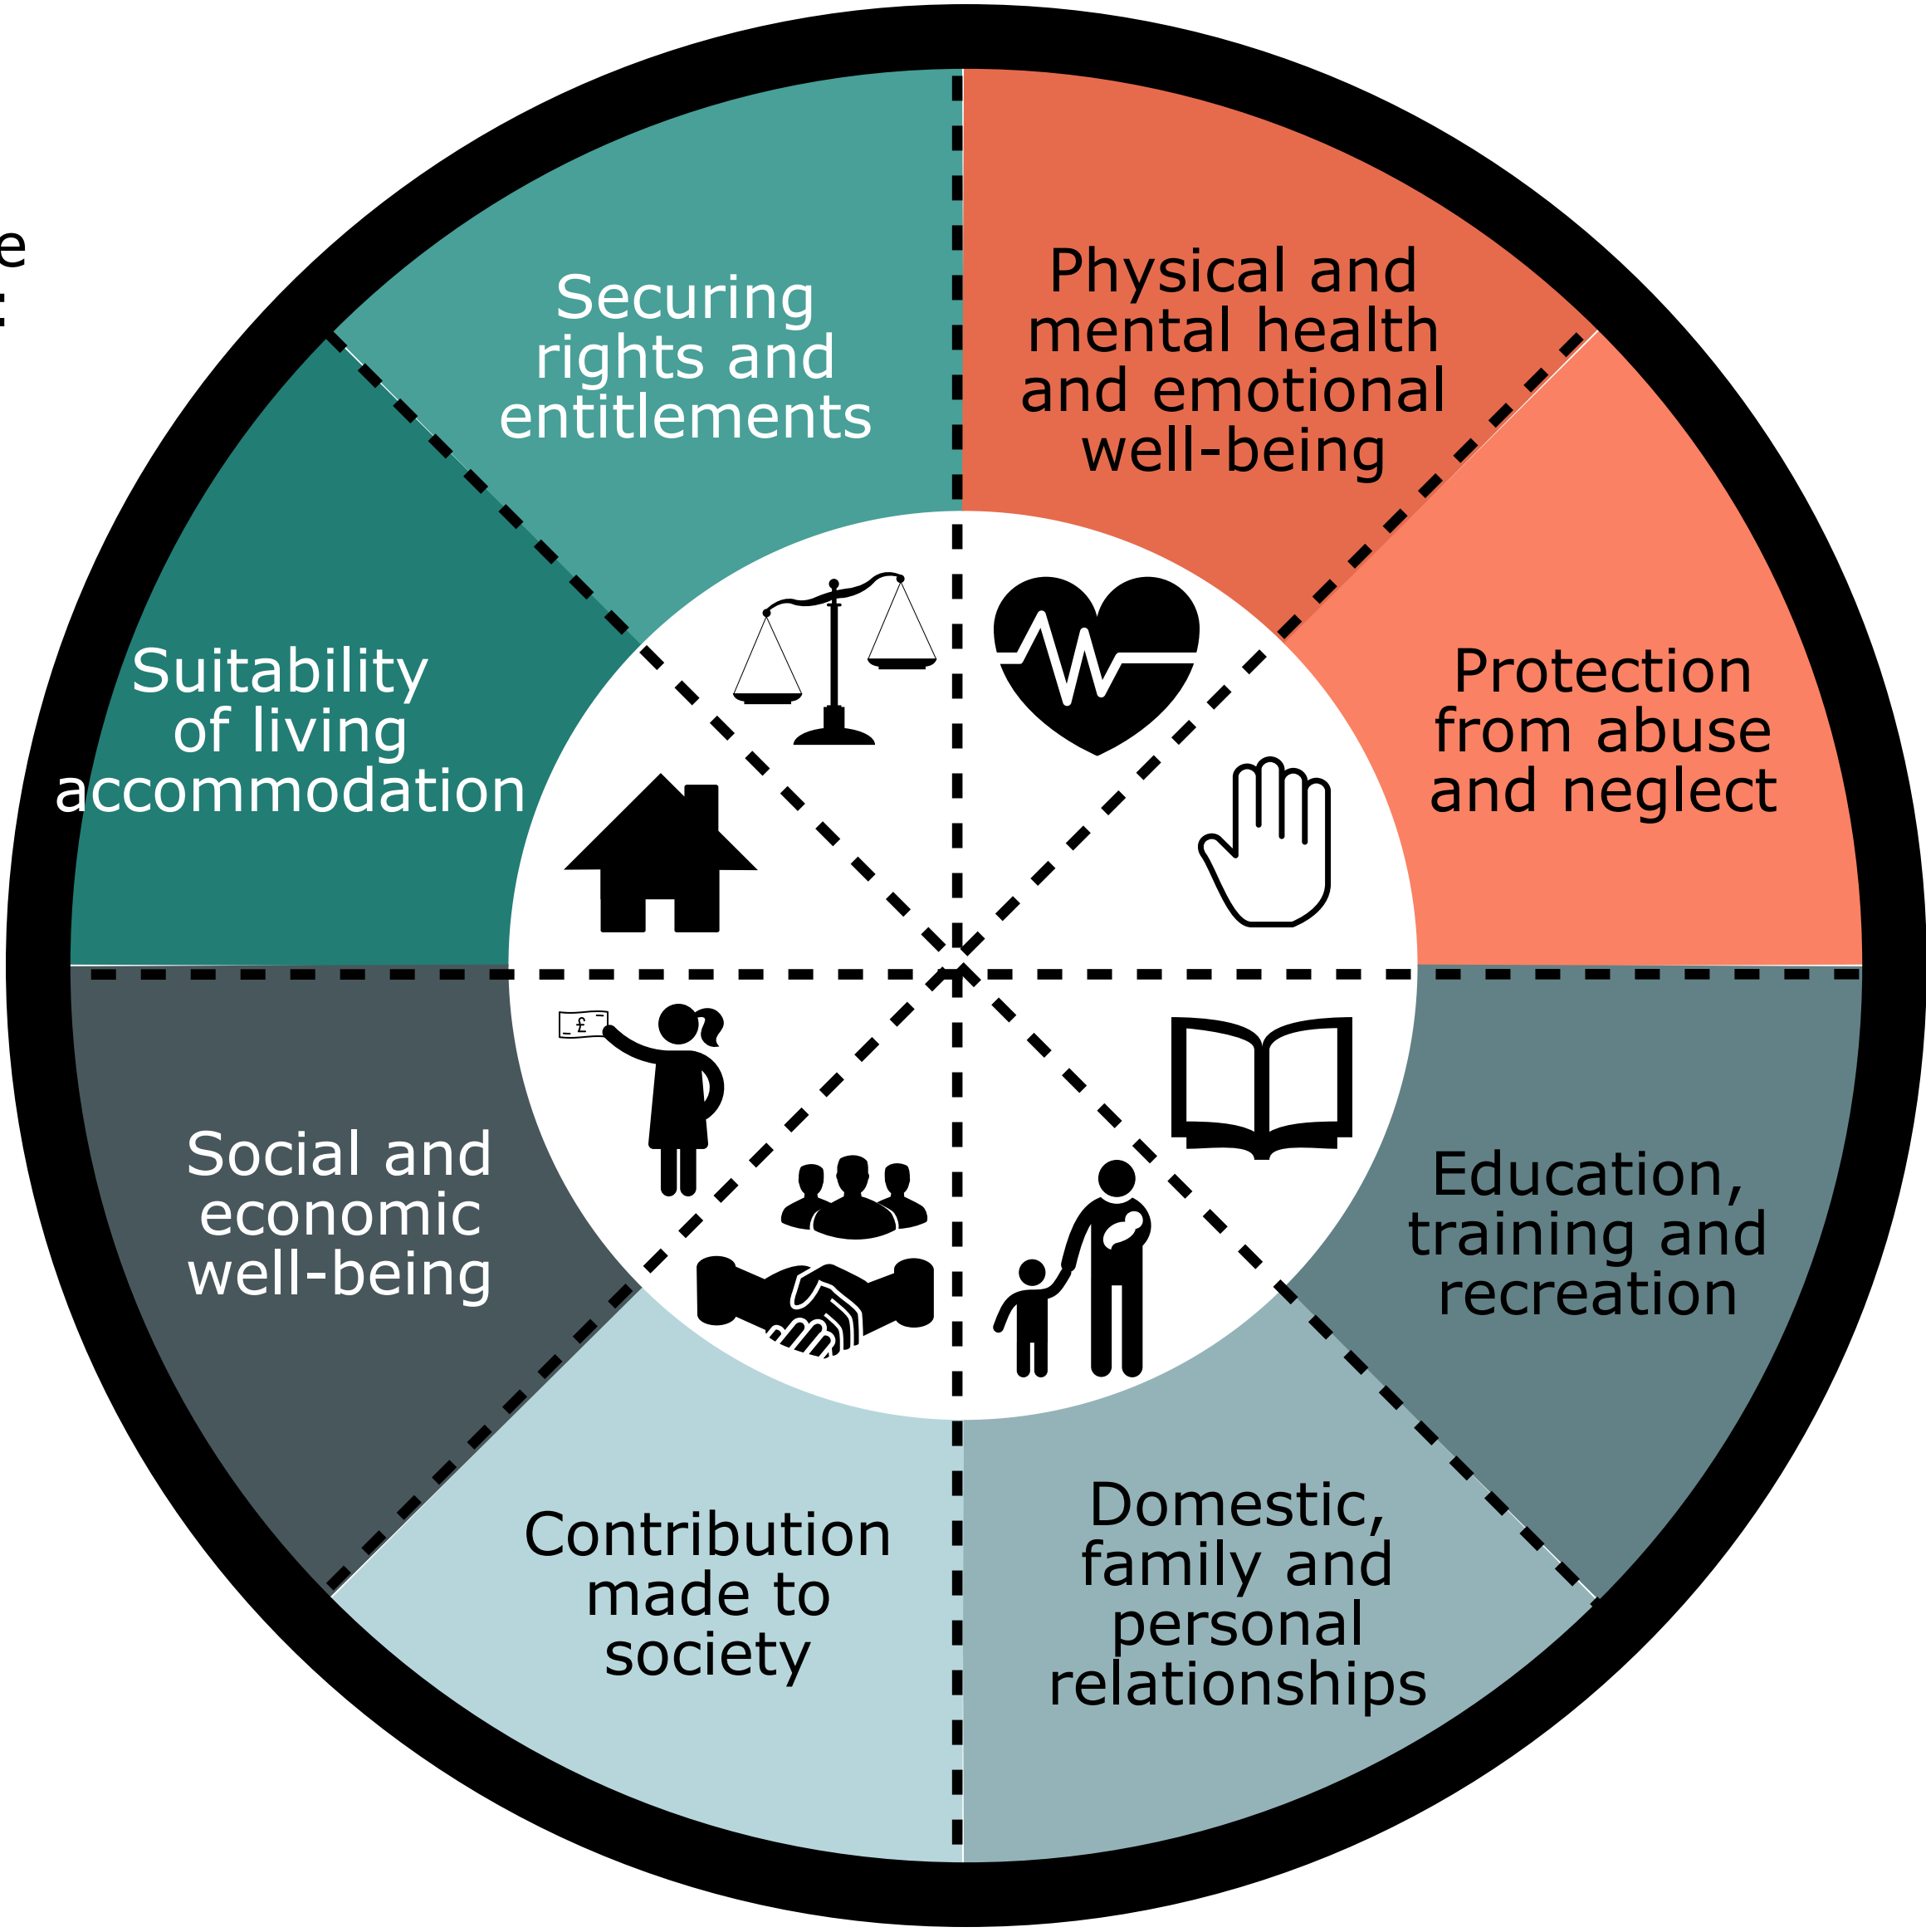 e
:
Securing
rights and
entitlements
Physical and
mental health
and emotional
well-being
Protection
from abuse
and neglect
Education,
training and
recreation
Domestic,
family and
personal
relationships
Contribution
made to
society
Social and
economic
well-being
£
Suitability
of living
accommodation